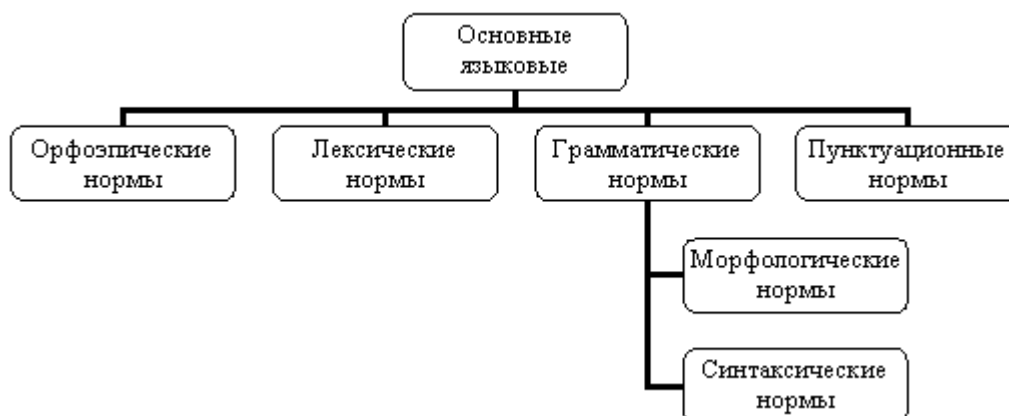 Основные
языковые
Орфоэпические
нормы
Лексические
нормы
Грамматические
нормы
Пунктуационные
нормы
Морфологические
нормы
Синтаксические
нормы